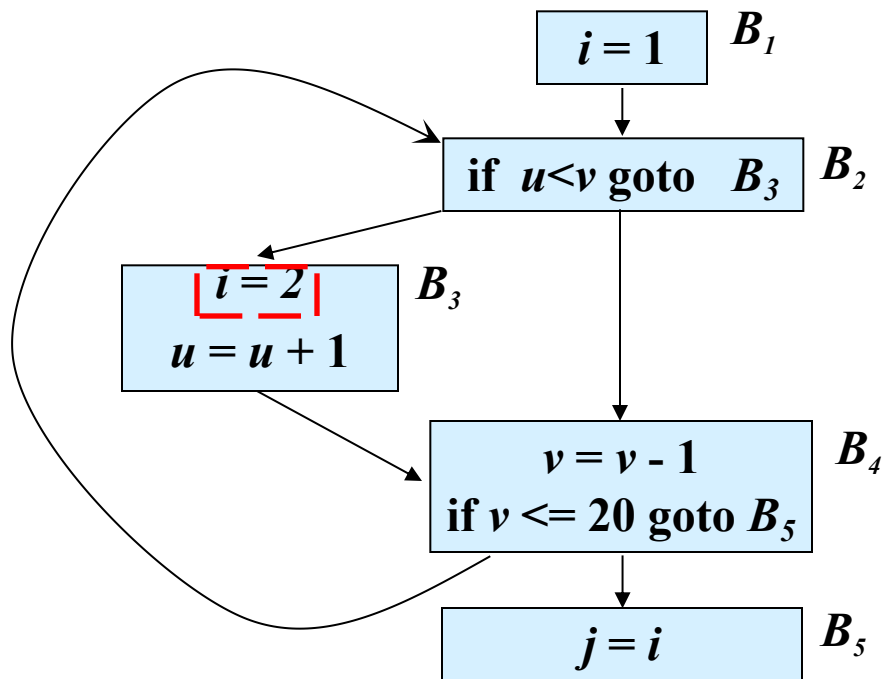 i = 1 B₁
if u<v goto B₃ B₂
i = 2 B₃
u = u + 1
v = v - 1 B₄
if v <= 20 goto B₅
j = i B₅